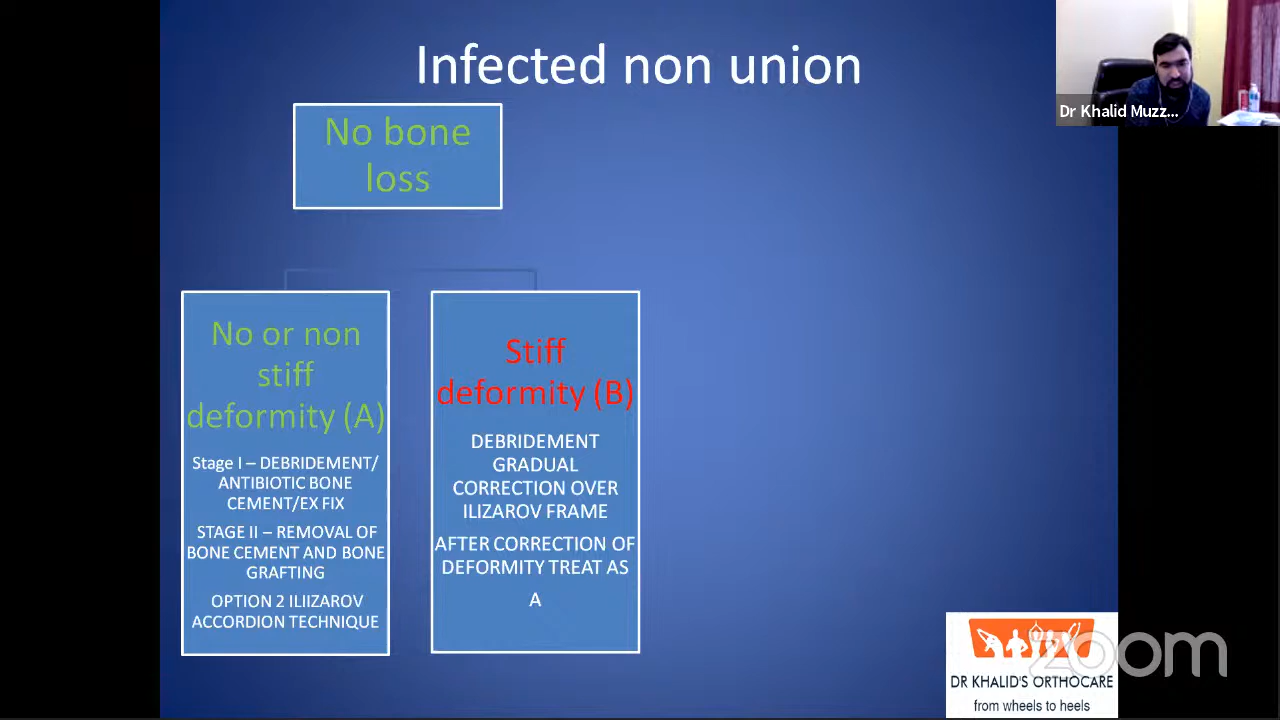 Infected non union
Dr Khalid Muzz...
No bone
loss
No or non
stiff
deformity (A)
Stage I – DEBRIDEMENT/
ANTIBIOTIC BONE
CEMENT/EX FIX
STAGE II – REMOVAL OF
BONE CEMENT AND BONE
GRAFTING
OPTION 2 ILIIZAROV
ACCORDION TECHNIQUE
Stiff
deformity (B)
DEBRIDEMENT
GRADUAL
CORRECTION OVER
ILIZAROV FRAME
AFTER CORRECTION OF
DEFORMITY TREAT AS
A
zoom
DR KHALID'S ORTHOCARE
from wheels to heels